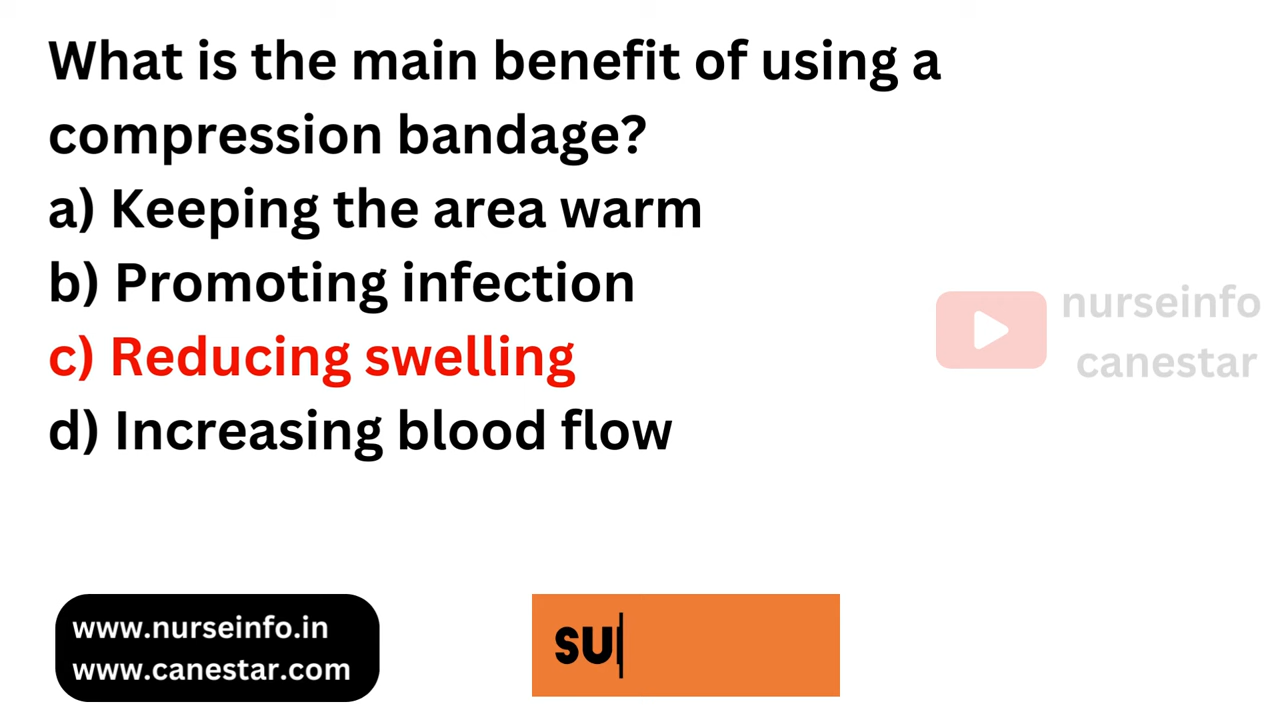 What is the main benefit of using a
compression bandage?
a) Keeping the area warm
b) Promoting infection
c) Reducing swelling
d) Increasing blood flow
nurseinfo
canestar
www.nurseinfo.in
www.canestar.com
SU